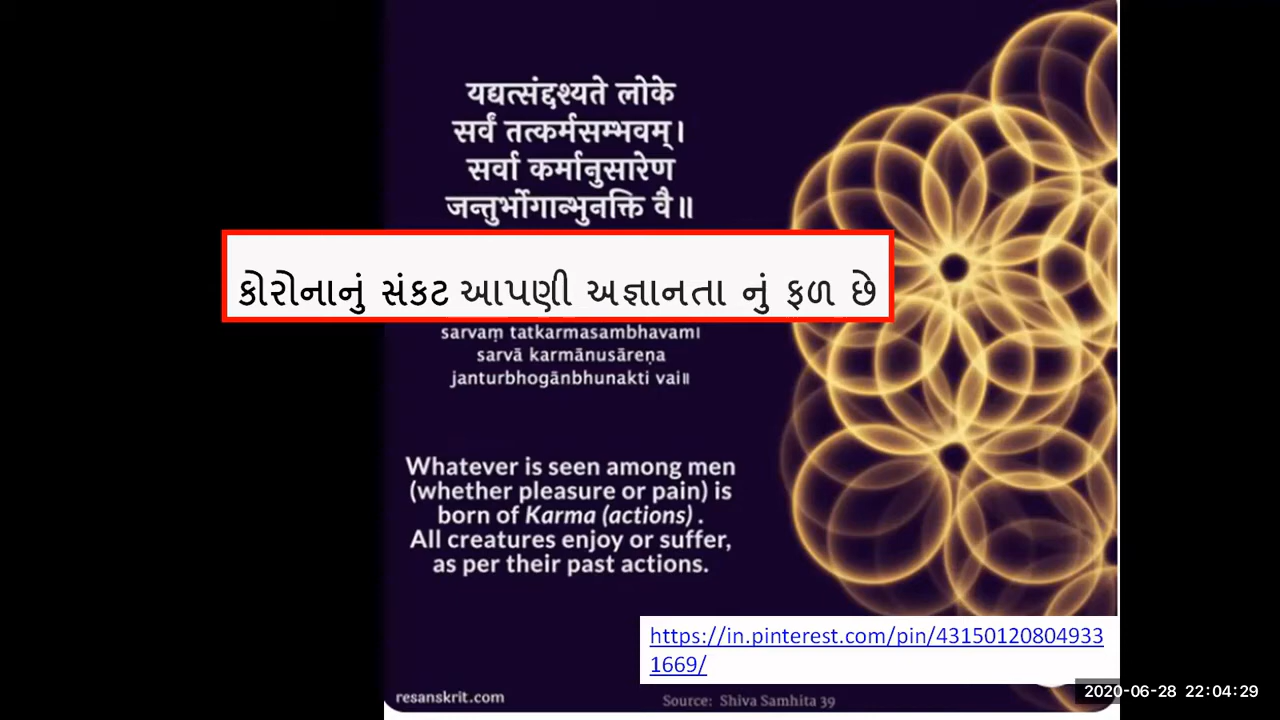 यद्यत्संदृश्यते लोके
सर्वं तत्कर्मसम्भवम्।
सर्वा कर्मानुसारेण
जन्तुर्भोगान्भुनक्ति वै॥
કોરોનાનું સંકટ આપણી અજ્ઞાનતા નું ફળ છે
sarvaṃ tatkarmasambhavam।
sarvā karmānusāreṇa
janturbhogānbhunakti vai॥
Whatever is seen among men
(whether pleasure or pain) is
born of Karma (actions) .
All creatures enjoy or suffer,
as per their past actions.
https://in.pinterest.com/pin/43150120804933
1669/
2020-06-28 22:04:29
resanskrit.com
Source: Shiva Samhita 39